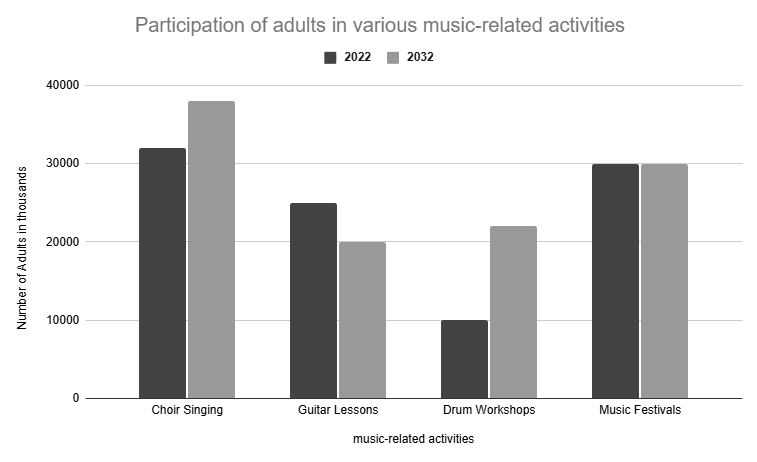 Participation of adults in various music-related activities
2022 2032
40000
30000
20000
10000
0
Number of Adults in thousands
Choir Singing Guitar Lessons Drum Workshops Music Festivals
music-related activities